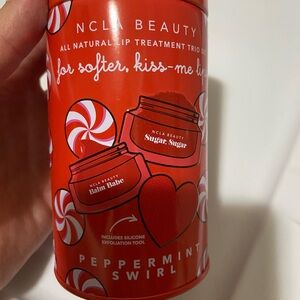 NCLA BEAUTY
ALL NATURAL LIP TREATMENT TRIO
for softer, kiss-me
NCLA BEAUTY
Sugar, Sugar
NCLA BEAUTY
Balm Babe
INCLUDES SILICONE
EXFOLIATION TOOL
PEPPERMINT
SWIRL